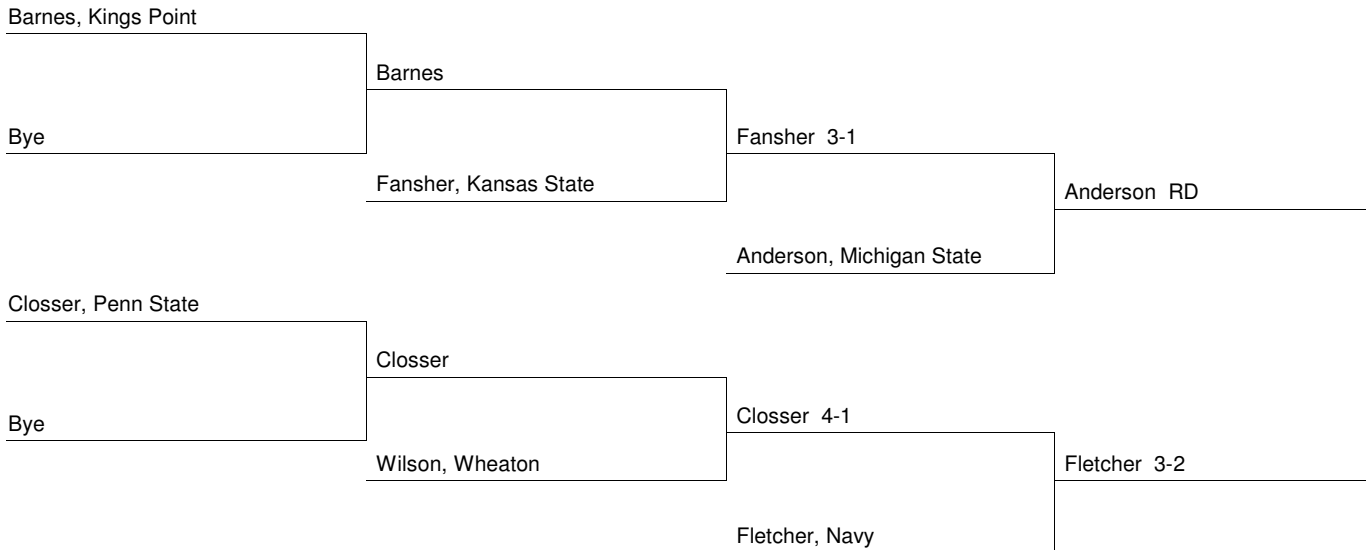 Barnes, Kings Point
Barnes
Bye
Fansher  3-1
Fansher, Kansas State
Anderson  RD
Anderson, Michigan State
Closser, Penn State
Closser
Bye
Closser  4-1
Wilson, Wheaton
Fletcher  3-2
Fletcher, Navy